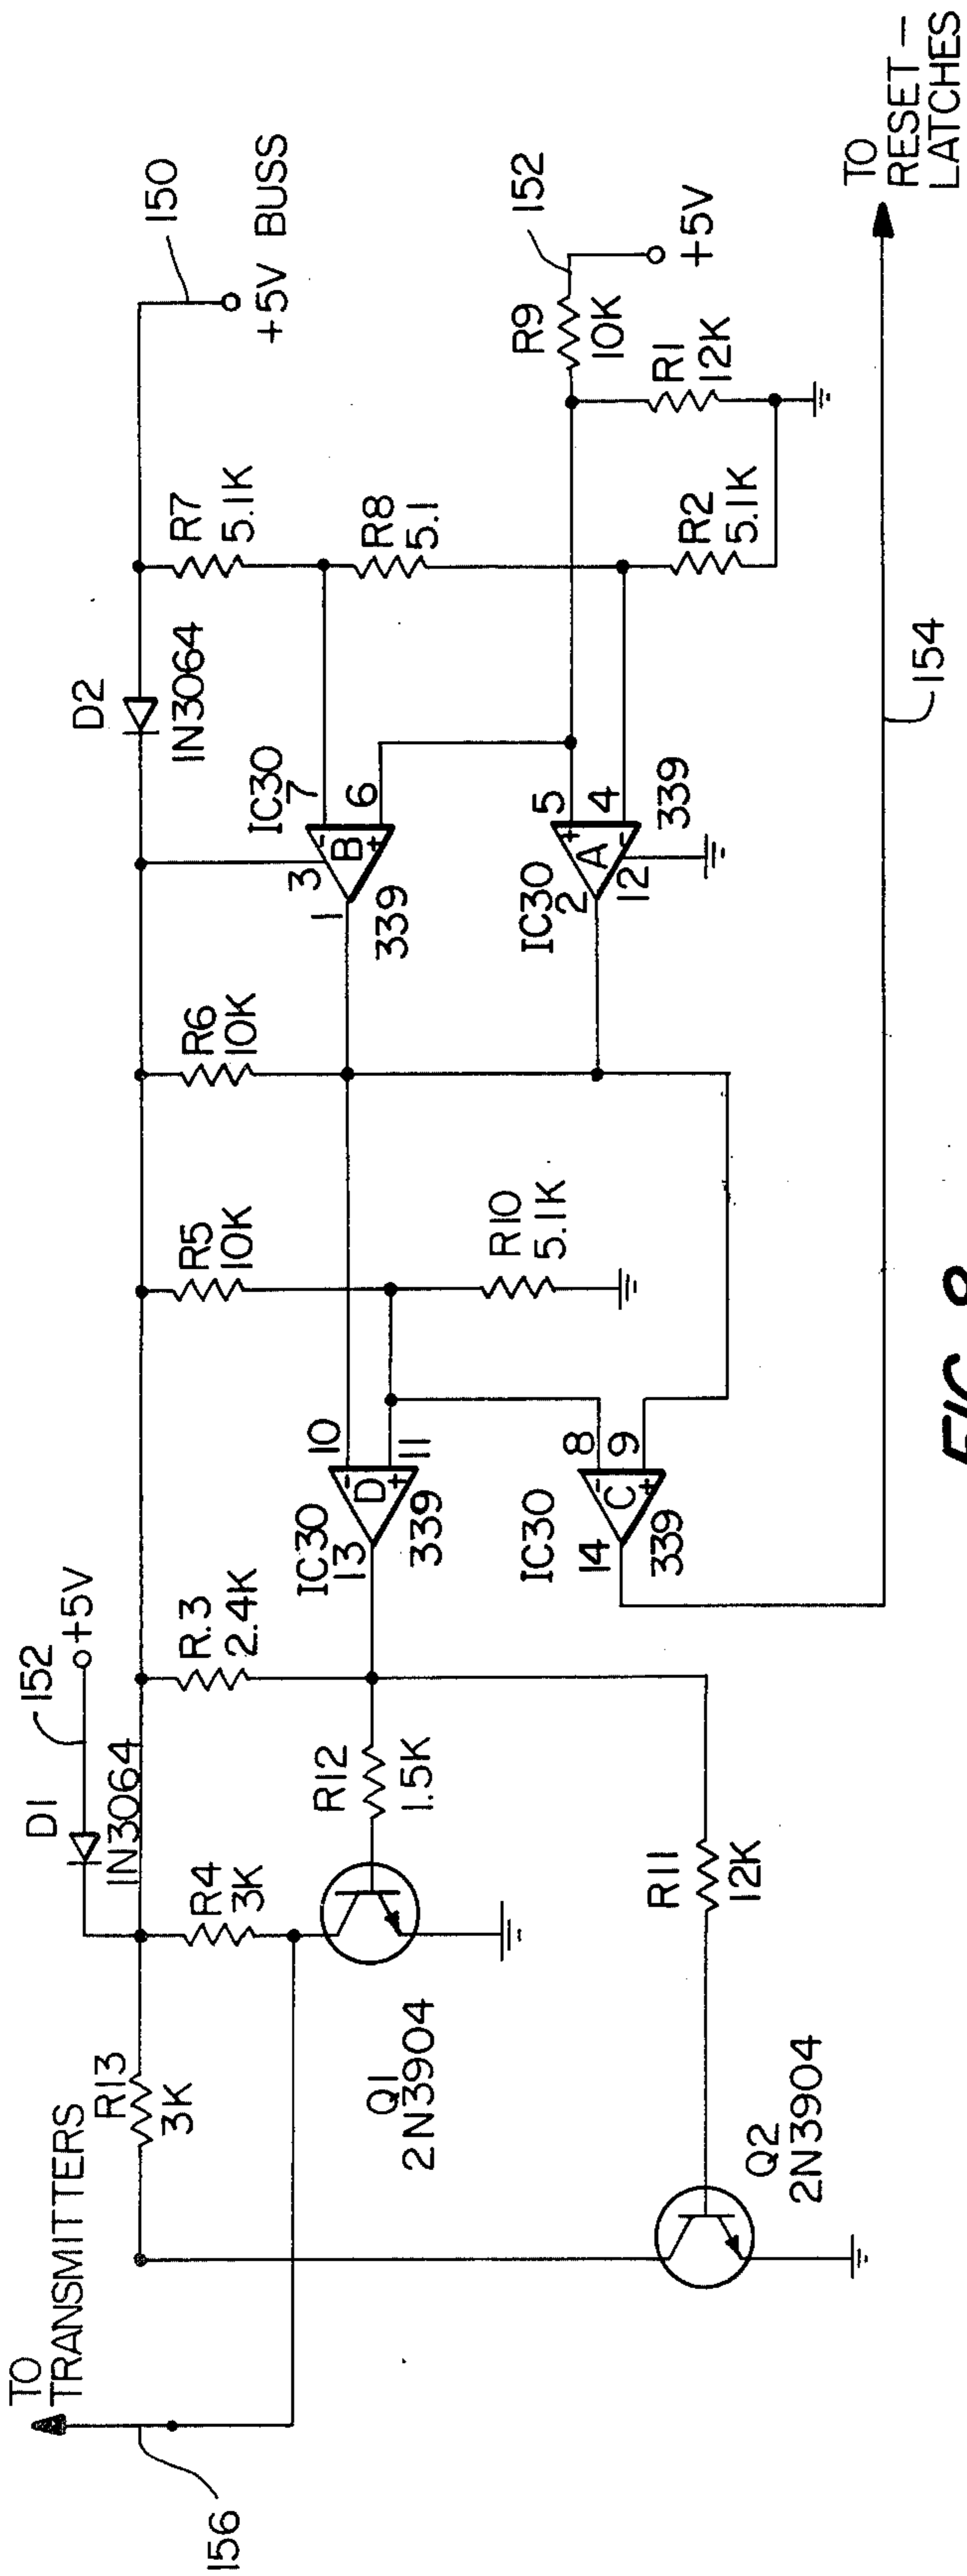 TO
TRANSMITTERS
156
R13
3K
D1
IN3064
152
+5V
R4
3K
Q1
2N3904
Q2
2N3904
R12
1.5K
R11
12K
R.3
2.4K
IC30
13
D
-
+
10
11
339
IC30
14
C
-
+
8
9
339
R5
10K
R10
5.1K
R6
10K
IC30
7
3
1
B
-
+
6
339
IC30
2
A
+
-
5
4
12
339
D2
IN3064
R7
5.1K
R8
5.1
R2
5.1K
R9
10K
R1
12K
152
+5V
150
+5V BUSS
154
TO
RESET-
LATCHES